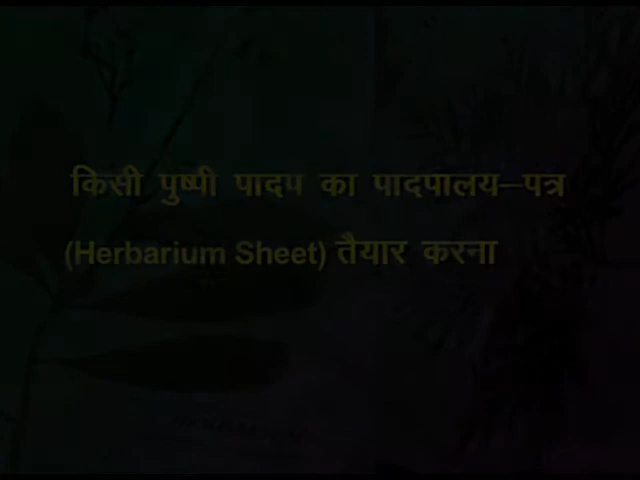 किसी पुष्पी पादप का पादपालय–पत्र
(Herbarium Sheet) तैयार करना